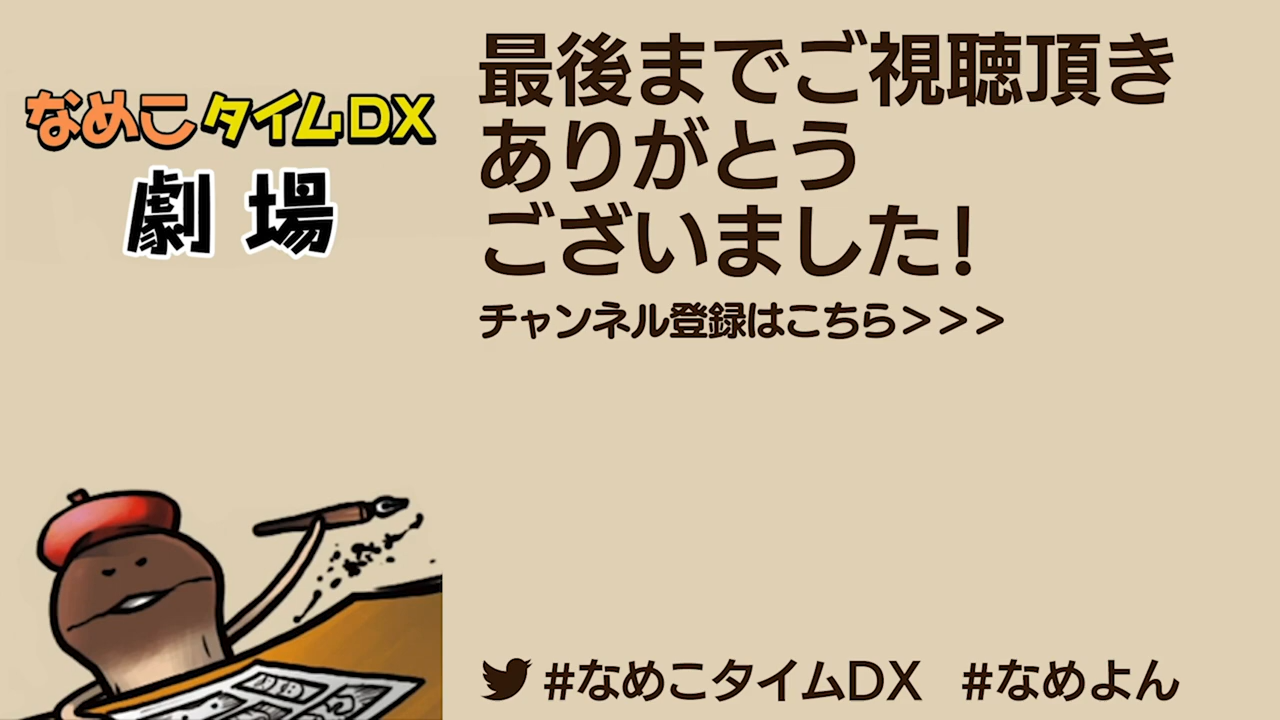 なめこタイムDX
劇場
最後までご視聴頂き
ありがとう
ございました！
チャンネル登録はこちら>>>
#なめこタイムDX #なめよん